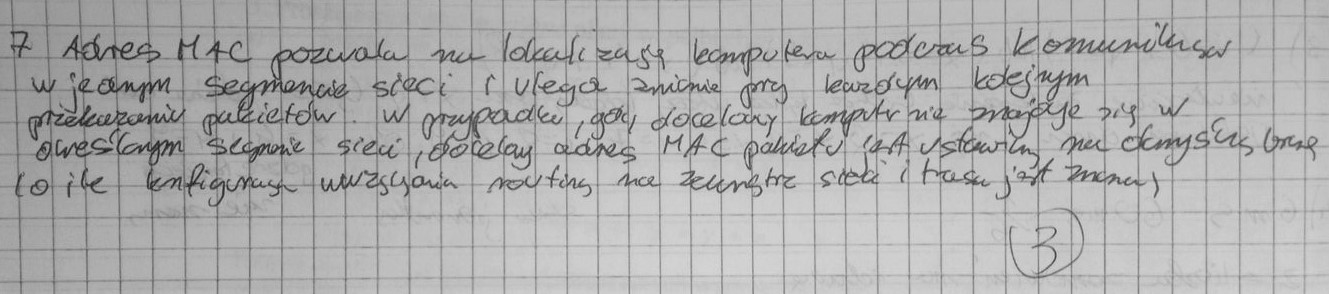 7 Adres MAC pozwala na lokalizację komputera podczas komunikacji
w jednym segmencie sieci i ulega zmianie przy każdym kolejnym
przekazaniu pakietów. W przypadku, gdy docelowy komputer nie znajduje się w
określonym segmencie sieci, docelowy adres MAC pakietu jest ustawiony na domyślną bramę
(o ile konfiguracja urządzenia routing na zewnątrz sieci i trasa jest znana)
3